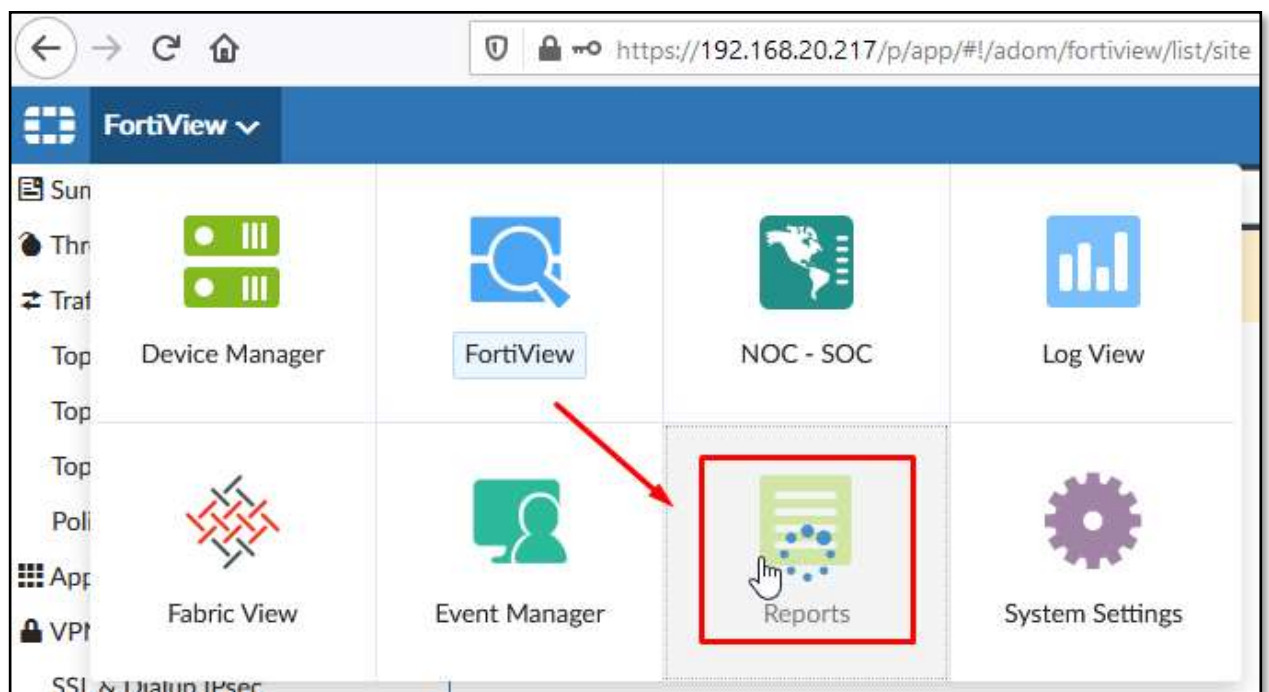 https://192.168.20.217/p/app/#!/adom/fortiview/list/site
FortiView
Sum
Thr
Traf
Top
Device Manager
FortiView
NOC - SOC
Log View
Top
Top
Poli
App
Fabric View
Event Manager
Reports
System Settings
VPN
SSL & Dialup IPsec